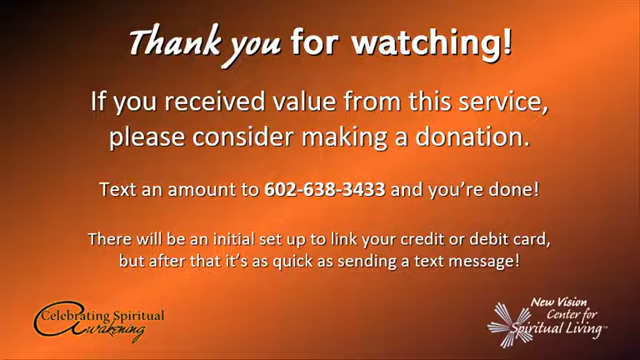 Thank you for watching!
If you received value from this service,
please consider making a donation.
Text an amount to 602-638-3433 and you're done!
There will be an initial set up to link your credit or debit card,
but after that it's as quick as sending a text message!
Celebrating Spiritual
Awakening
New Vision
Center for
Spiritual Living™